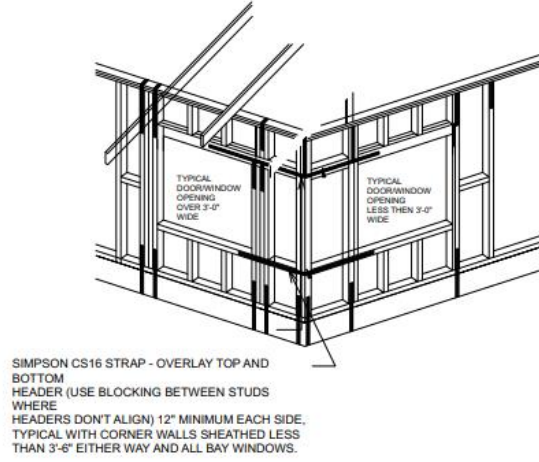 TYPICAL
DOOR/WINDOW
OPENING
OVER 3'-0"
WIDE
TYPICAL
DOOR/WINDOW
OPENING
LESS THEN 3'-0"
WIDE
SIMPSON CS16 STRAP - OVERLAY TOP AND
BOTTOM
HEADER (USE BLOCKING BETWEEN STUDS
WHERE
HEADERS DON'T ALIGN) 12" MINIMUM EACH SIDE,
TYPICAL WITH CORNER WALLS SHEATHED LESS
THAN 3'-6" EITHER WAY AND ALL BAY WINDOWS.